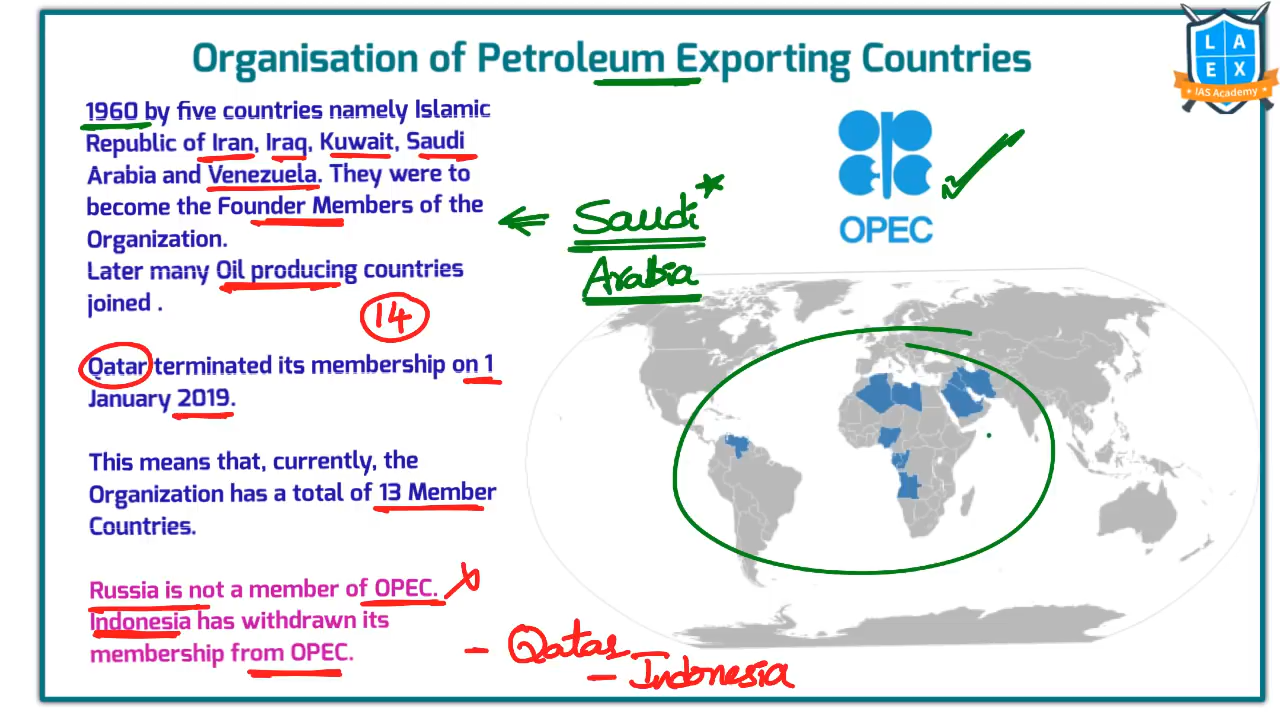 Organisation of Petroleum Exporting Countries
L A
E X
IAS Academy
1960 by five countries namely Islamic
Republic of Iran, Iraq, Kuwait, Saudi
Arabia and Venezuela. They were to
become the Founder Members of the
Organization.
Later many Oil producing countries
joined .
14
Qatar terminated its membership on 1
January 2019.
This means that, currently, the
Organization has a total of 13 Member
Countries.
Russia is not a member of OPEC.
Indonesia has withdrawn its
membership from OPEC.
OPEC
Saudi
Arabia
- Qatar
- Indonesia